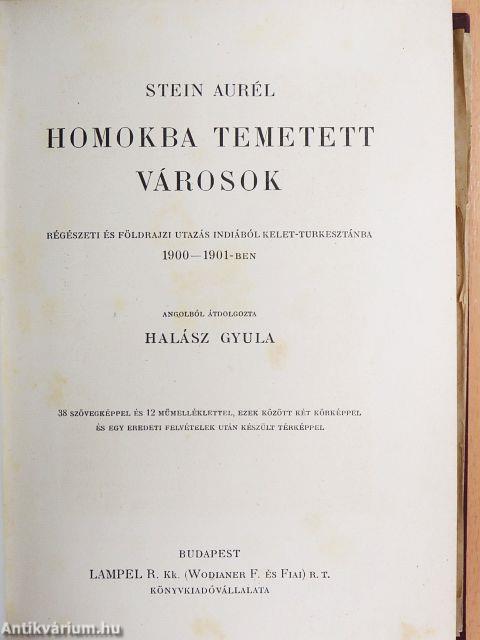 STEIN AURÉL
HOMOKBA TEMETETT
VÁROSOK
RÉGÉSZETI ÉS FÖLDRAJZI UTAZÁS INDIÁBÓL KELET-TURKESZTÁNBA
1900—1901-BEN
ANGOLBÓL ÁTDOLGOZTA
HALÁSZ GYULA
38 SZÖVEGKÉPPEL ÉS 12 MŰMELLÉKLETTEL, EZEK KÖZÖTT KÉT KÖRKÉPPEL
ÉS EGY EREDETI FELVÉTELEK UTÁN KÉSZÜLT TÉRKÉPPEL
BUDAPEST
LAMPEL R. Kk. (WODIANER F. ÉS FIAI) R. T.
KÖNYVKIADÓVÁLLALATA
Antikvárium.hu